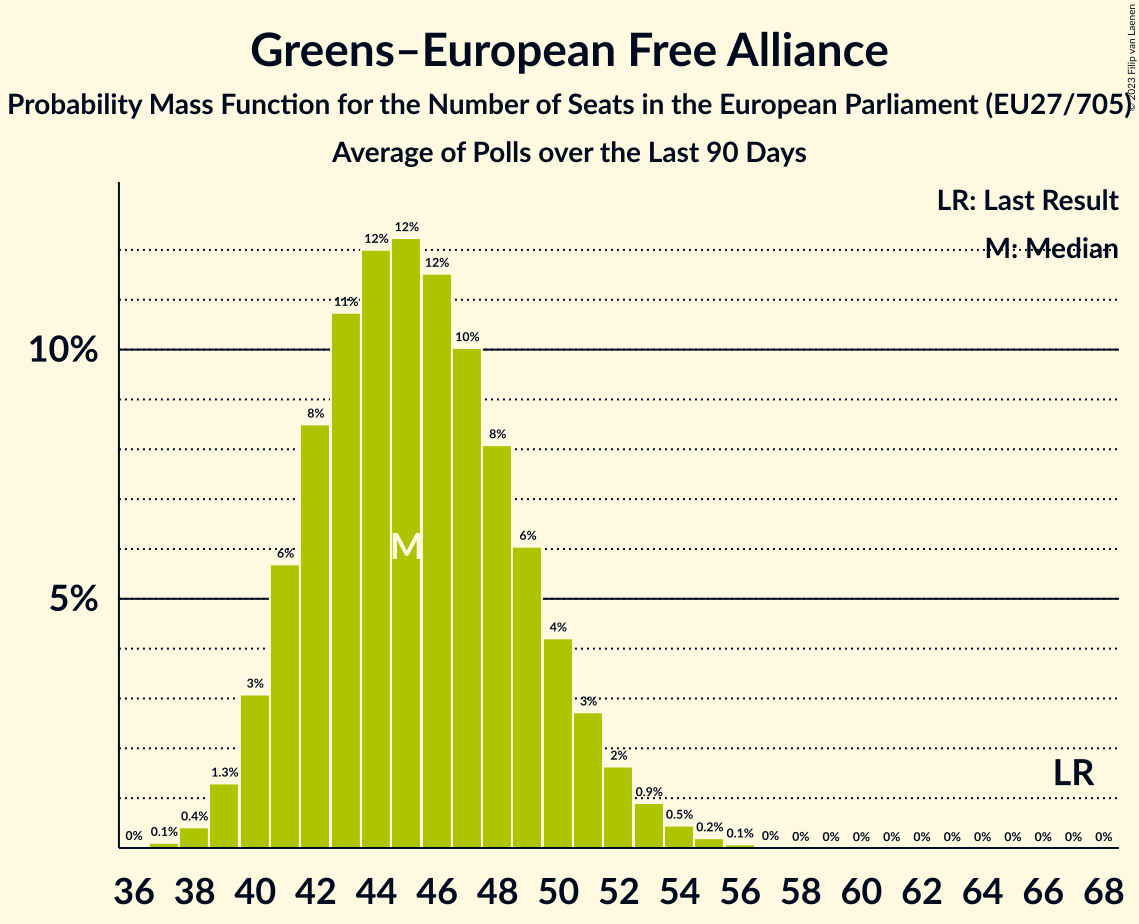 Greens–European Free Alliance
Probability Mass Function for the Number of Seats in the European Parliament (EU27/705)
Average of Polls over the Last 90 Days
© 2023 Filip van Laenen
LR: Last Result
M: Median
10%
5%
0% 0.1% 0.4% 1.3% 3% 6% 8% 11% 12% 12% 12% 10% 8% 6% 4% 3% 2% 0.9% 0.5% 0.2% 0.1% 0% 0% 0% 0% 0% 0% 0% 0% 0% 0% 0% 0%
M
LR
36 38 40 42 44 46 48 50 52 54 56 58 60 62 64 66 68